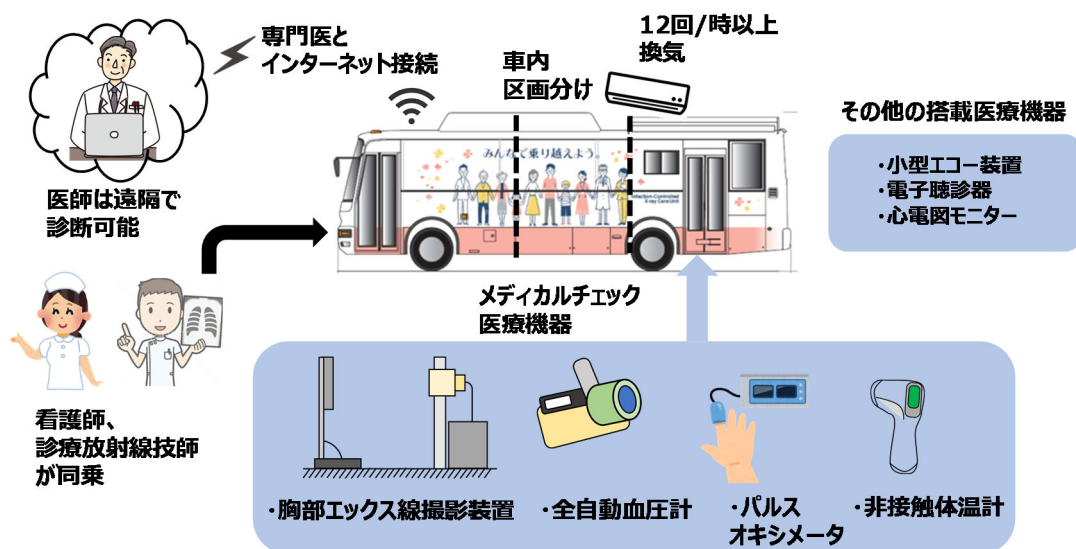 専門医と
インターネット接続
12回/時以上
換気
車内
区画分け
その他の搭載医療機器
・小型エコー装置
・電子聴診器
・心電図モニター
みんなで乗り越えよう。
Infection-Controlled
X-ray Care Unit
医師は遠隔で
診断可能
メディカルチェック
医療機器
看護師、
診療放射線技師
が同乗
・胸部エックス線撮影装置
・全自動血圧計
・パルス
オキシメータ
・非接触体温計